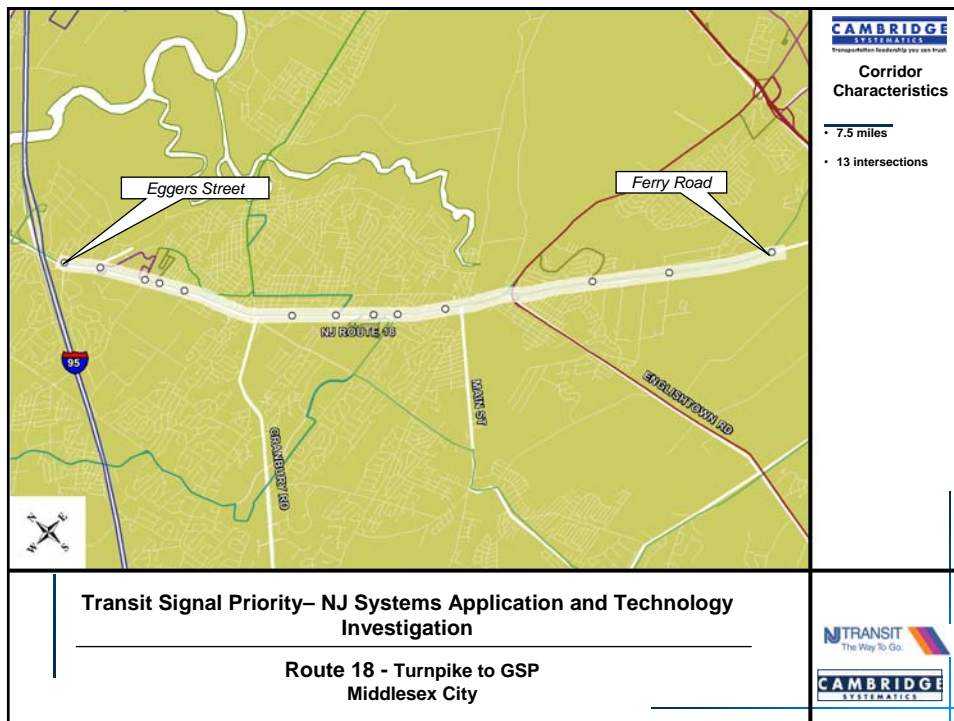 CAMBRIDGE
SYSTEMATICS
Transportation leadership you can trust.
Corridor
Characteristics
• 7.5 miles
• 13 intersections
Eggers Street
Ferry Road
NJ ROUTE 18
95
MAIN ST
ENGLISHTOWN RD
CRANBURY RD
N
E
W
S
Transit Signal Priority– NJ Systems Application and Technology
Investigation
Route 18 - Turnpike to GSP
Middlesex City
NJTRANSIT
The Way To Go.
CAMBRIDGE
SYSTEMATICS